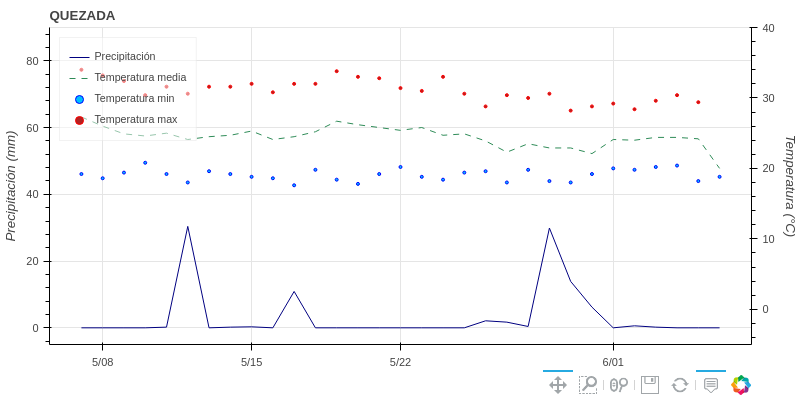 QUEZADA
Precipitación
Temperatura media
Temperatura min
Temperatura max
80
60
40
20
0
Precipitación (mm)
40
30
20
10
0
Temperatura (°C)
5/08
5/15
5/22
6/01